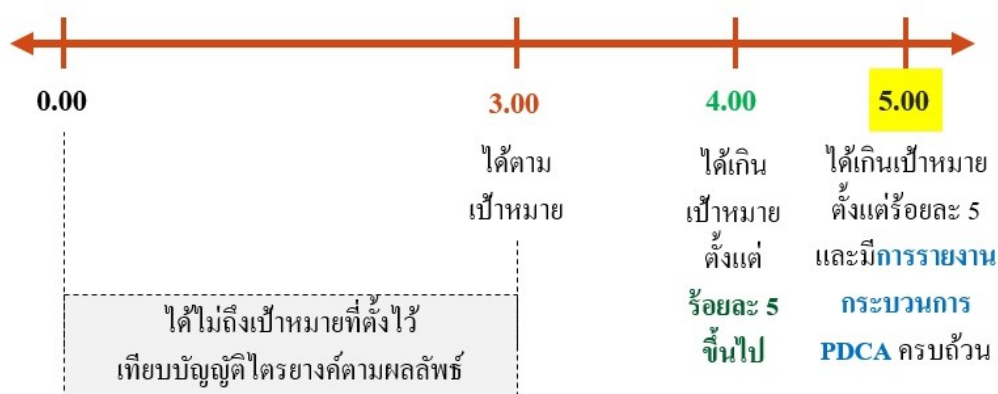 0.00
3.00
4.00
5.00
ได้ตาม
เป้าหมาย
ได้เกิน
เป้าหมาย
ตั้งแต่
ร้อยละ 5
ขึ้นไป
ได้เกินเป้าหมาย
ตั้งแต่ร้อยละ 5
และมีการรายงาน
กระบวนการ
PDCA ครบถ้วน
ได้ไม่ถึงเป้าหมายที่ตั้งไว้
เทียบบัญญัติไตรยางค์ตามผลลัพธ์